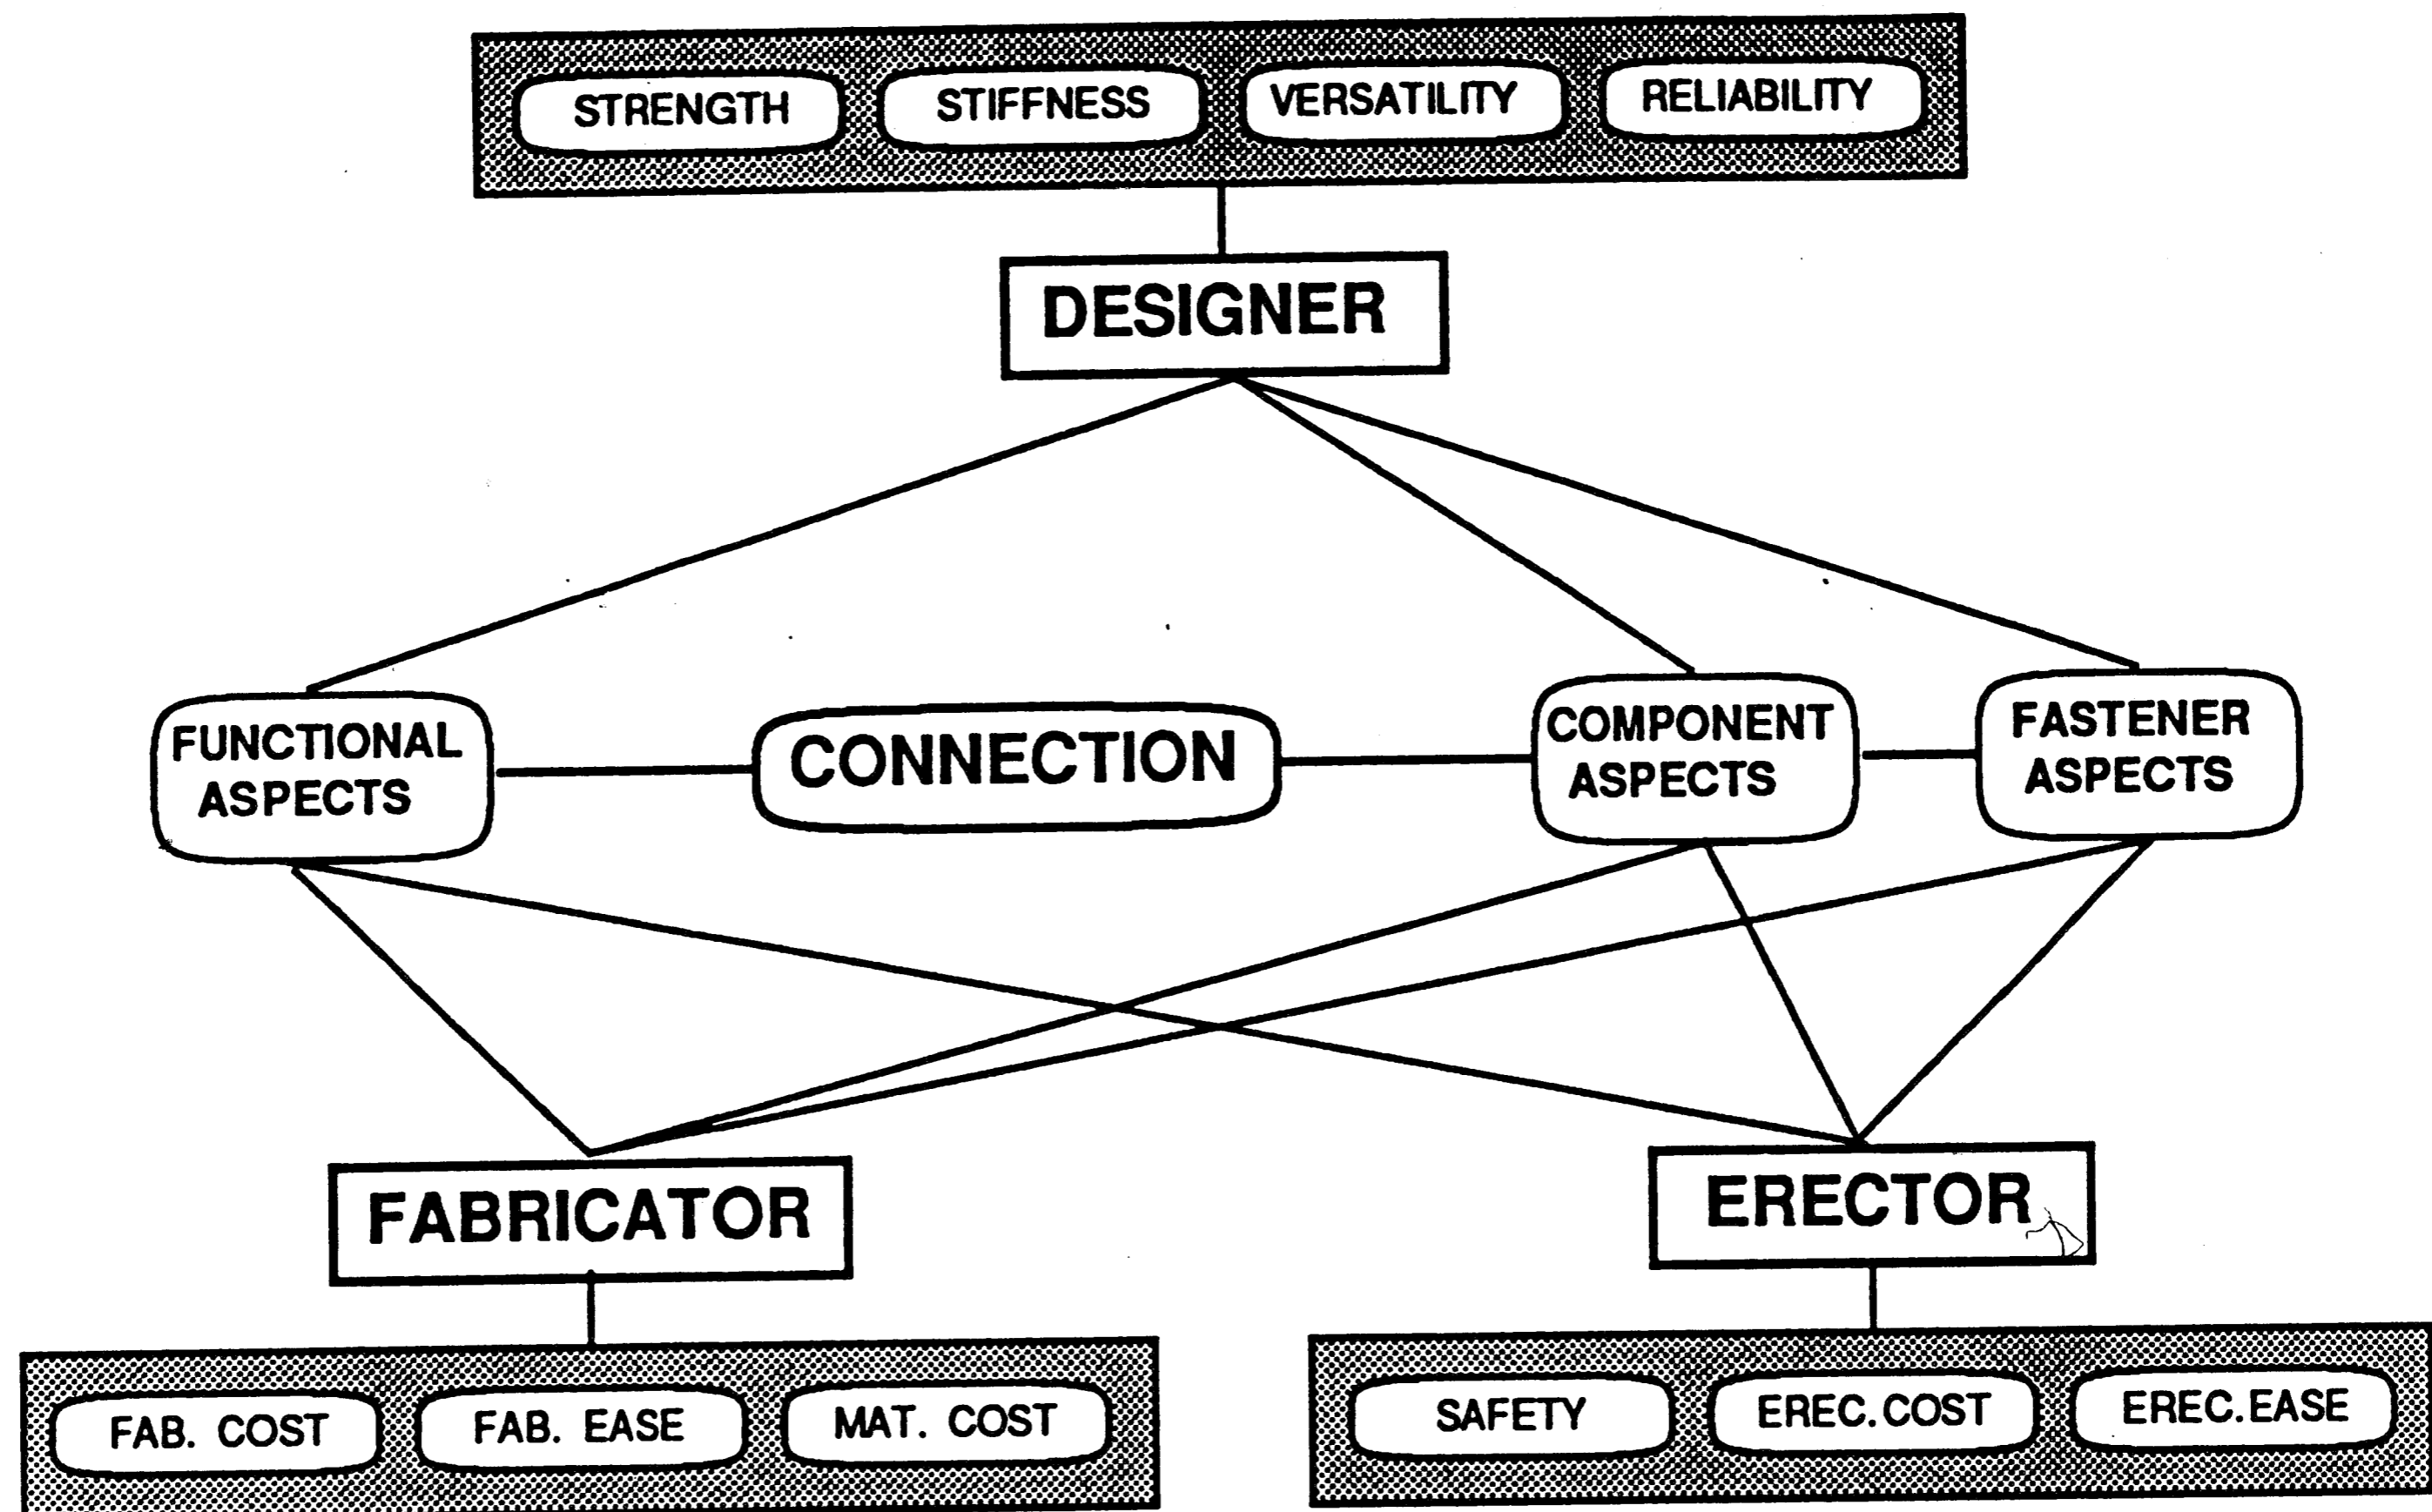 STRENGTH
STIFFNESS
VERSATILITY
RELIABILITY
DESIGNER
FUNCTIONAL
ASPECTS
CONNECTION
COMPONENT
ASPECTS
FASTENER
ASPECTS
FABRICATOR
ERECTOR
FAB. COST
FAB. EASE
MAT. COST
SAFETY
EREC.COST
EREC.EASE